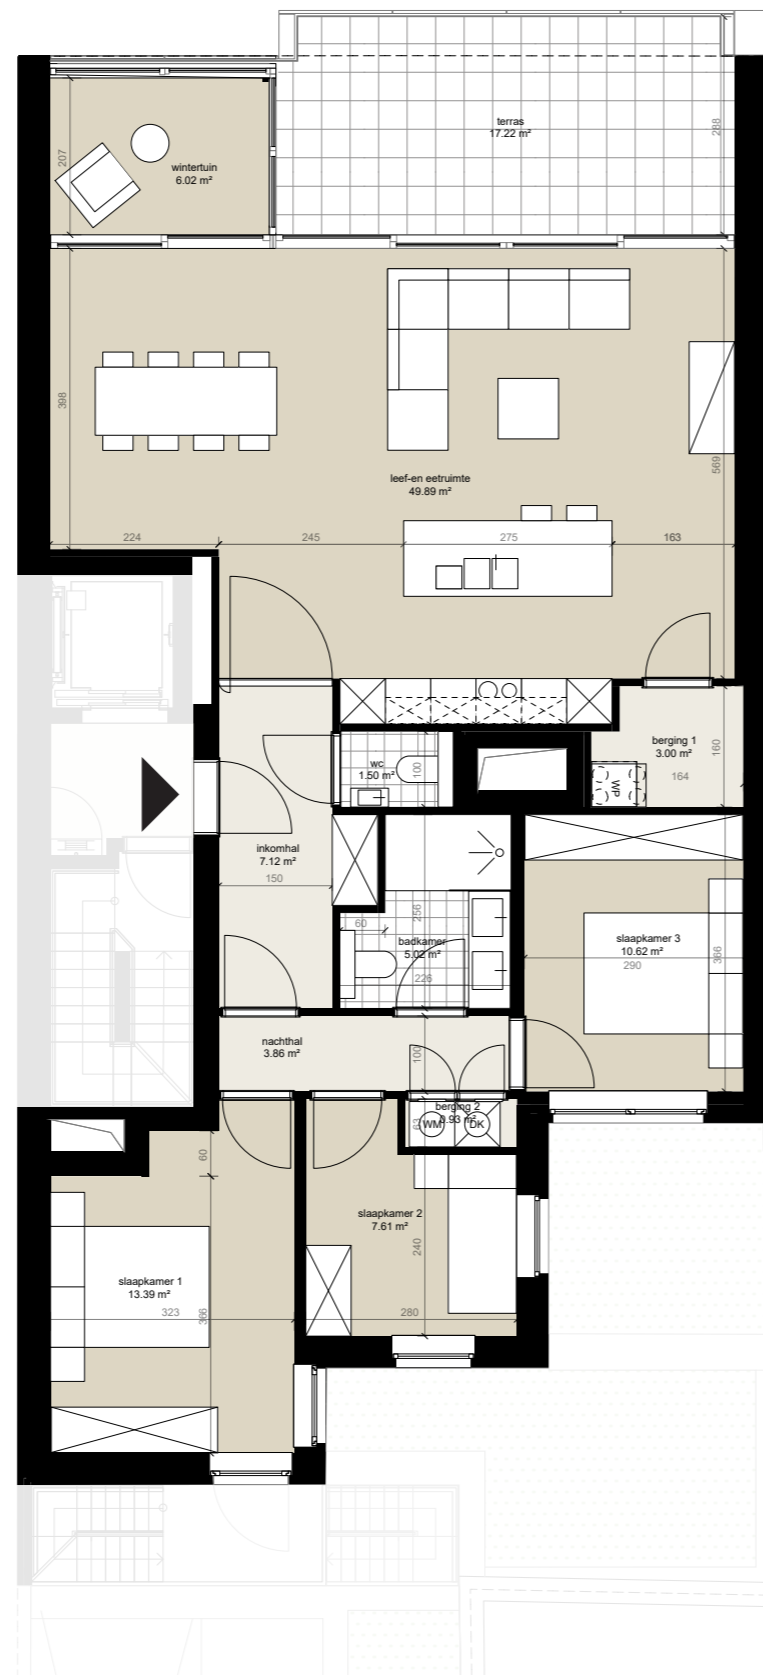 terras
17.22 m²
288
wintertuin
6.02 m²
207
398
leef-en eetruimte
49.89 m²
569
224
245
275
163
berging 1
3.00 m²
160
164
WP
wc
1.50 m²
100
inkomhal
7.12 m²
150
256
60
badkamer
5.02 m²
226
slaapkamer 3
10.62 m²
290
366
nachthal
3.86 m²
100
berging 2
0.93 m²
63
WM
DK
60
slaapkamer 2
7.61 m²
240
280
slaapkamer 1
13.39 m²
323
366